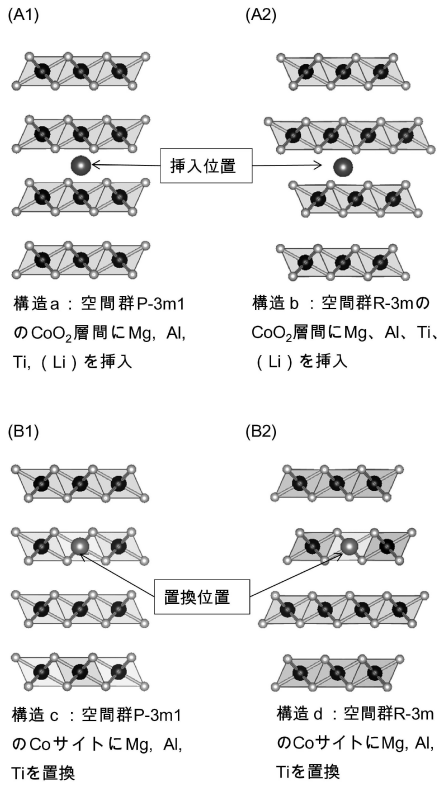 (A1)
(A2)
挿入位置
構造a：空間群P-3m1
のCoO₂層間にMg, Al,
Ti,（Li）を挿入
構造b：空間群R-3mの
CoO₂層間にMg、Al、Ti、
（Li）を挿入
(B1)
(B2)
置換位置
構造c：空間群P-3m1
のCoサイトにMg, Al,
Tiを置換
構造d：空間群R-3m
のCoサイトにMg, Al,
Tiを置換